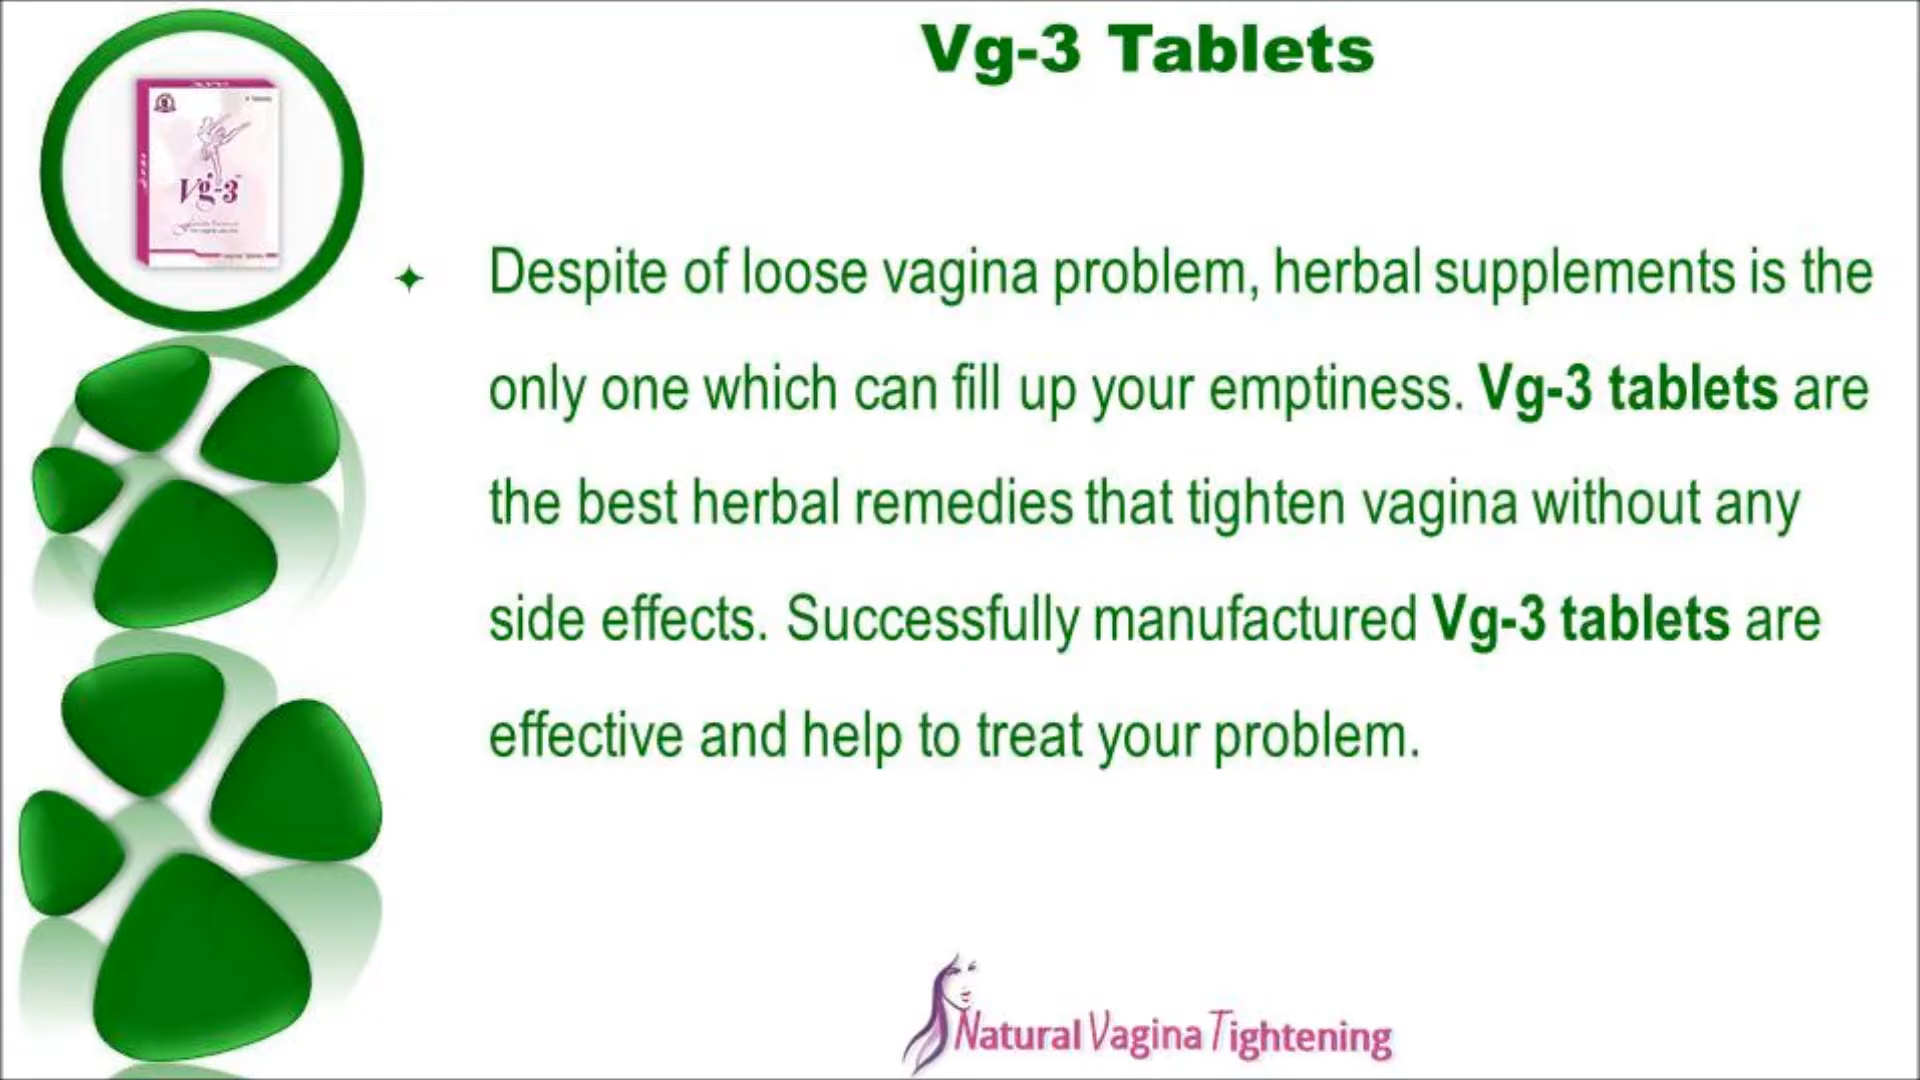 Vg-3 Tablets
Vg-3
Despite of loose vagina problem, herbal supplements is the
only one which can fill up your emptiness. Vg-3 tablets are
the best herbal remedies that tighten vagina without any
side effects. Successfully manufactured Vg-3 tablets are
effective and help to treat your problem.
Natural Vagina Tightening